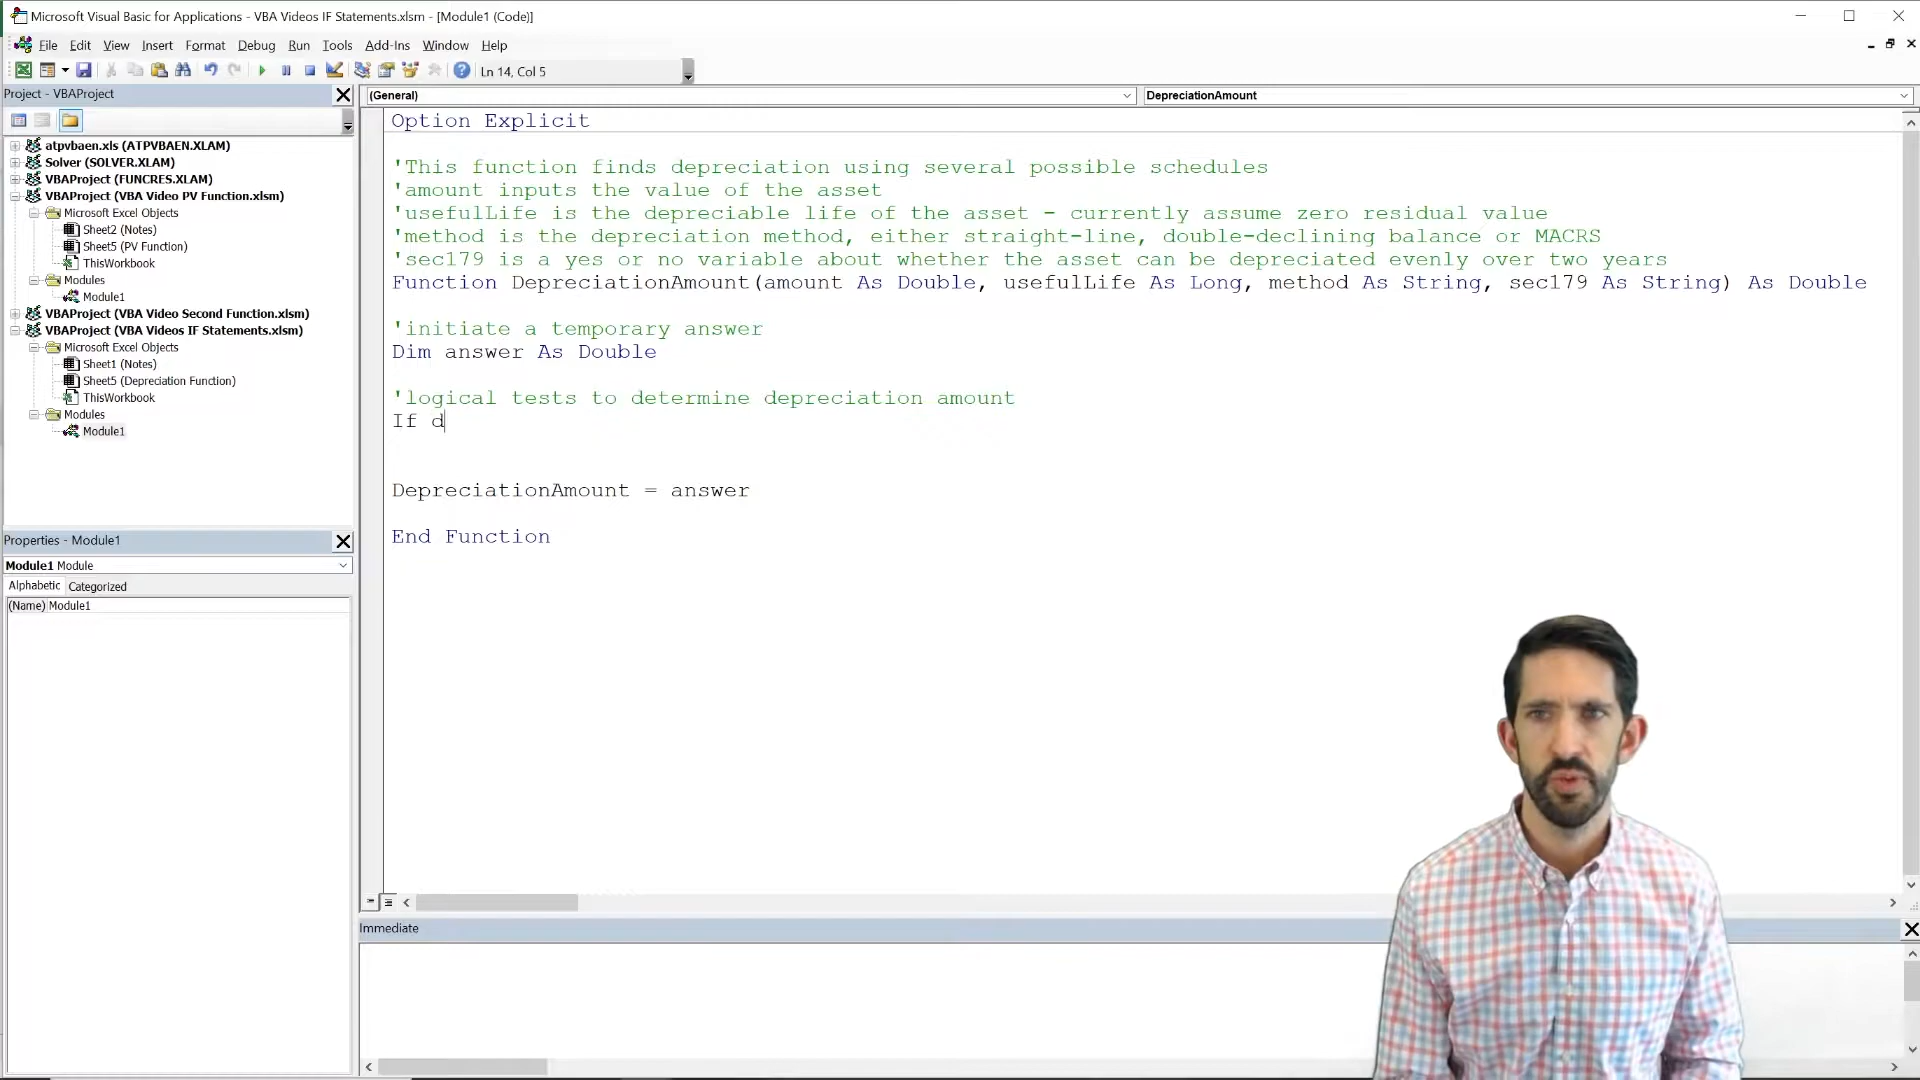 Microsoft Visual Basic for Applications - VBA Videos IF Statements.xlsm - [Module1 (Code)]
File Edit View Insert Format Debug Run Tools Add-Ins Window Help
Ln 14, Col 5
Project - VBAProject
atpvbaen.xls (ATPVBAEN.XLAM)
Solver (SOLVER.XLAM)
VBAProject (FUNCRES.XLAM)
VBAProject (VBA Video PV Function.xlsm)
Microsoft Excel Objects
Sheet2 (Notes)
Sheet5 (PV Function)
ThisWorkbook
Modules
Module1
VBAProject (VBA Video Second Function.xlsm)
VBAProject (VBA Videos IF Statements.xlsm)
Microsoft Excel Objects
Sheet1 (Notes)
Sheet5 (Depreciation Function)
ThisWorkbook
Modules
Module1
Properties - Module1
Module1 Module
Alphabetic Categorized
(Name) Module1
(General) DepreciationAmount
Option Explicit
'This function finds depreciation using several possible schedules
'amount inputs the value of the asset
'usefulLife is the depreciable life of the asset - currently assume zero residual value
'method is the depreciation method, either straight-line, double-declining balance or MACRS
'sec179 is a yes or no variable about whether the asset can be depreciated evenly over two years
Function DepreciationAmount(amount As Double, usefulLife As Long, method As String, sec179 As String) As Double
'initiate a temporary answer
Dim answer As Double
'logical tests to determine depreciation amount
If d
DepreciationAmount = answer
End Function
Immediate